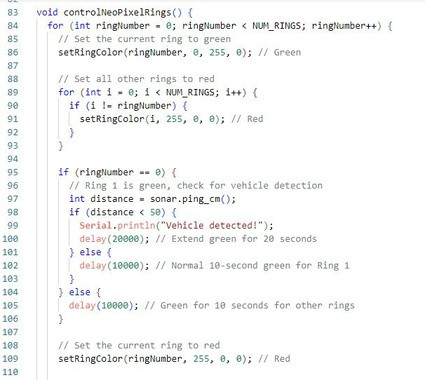 83 void controlNeoPixelRings() {
84 for (int ringNumber = 0; ringNumber < NUM_RINGS; ringNumber++) {
85 // Set the current ring to green
86 setRingColor(ringNumber, 0, 255, 0); // Green
87
88 // Set all other rings to red
89 for (int i = 0; i < NUM_RINGS; i++) {
90 if (i != ringNumber) {
91 setRingColor(i, 255, 0, 0); // Red
92 }
93 }
94
95 if (ringNumber == 0) {
96 // Ring 1 is green, check for vehicle detection
97 int distance = sonar.ping_cm();
98 if (distance < 50) {
99 Serial.println("Vehicle detected!");
100 delay(20000); // Extend green for 20 seconds
101 } else {
102 delay(10000); // Normal 10-second green for Ring 1
103 }
104 } else {
105 delay(10000); // Green for 10 seconds for other rings
106 }
107
108 // Set the current ring to red
109 setRingColor(ringNumber, 255, 0, 0); // Red
110